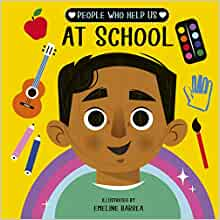 PEOPLE WHO HELP US
AT SCHOOL
ILLUSTRATED BY
EMELINE BARREA